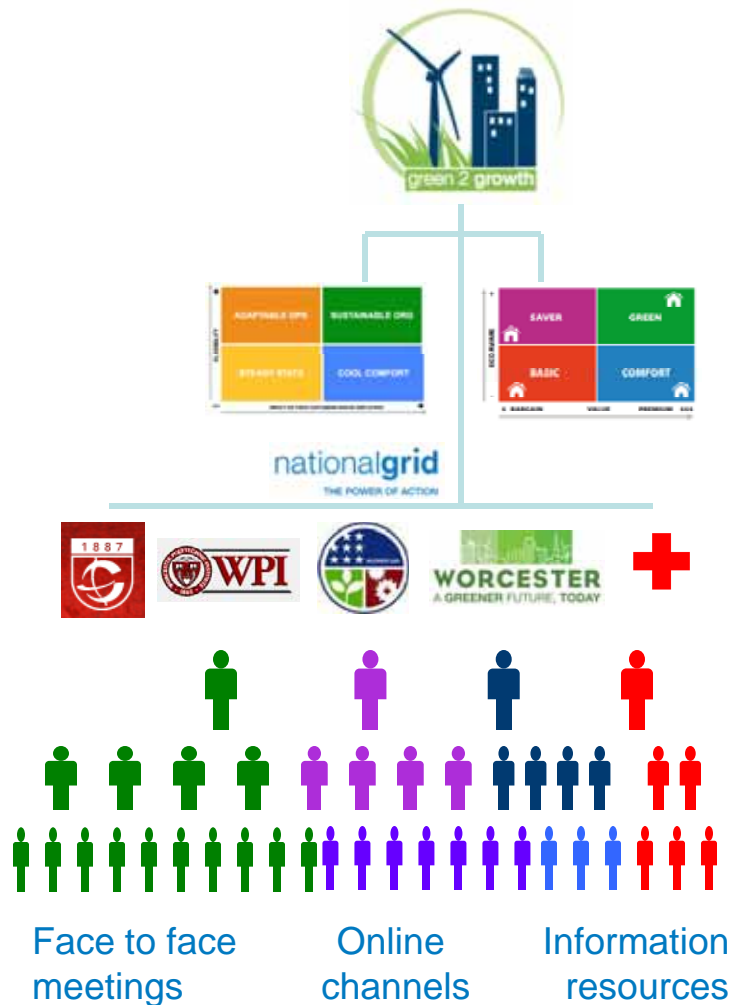 green 2 growth
ADAPTABLE OPS
SUSTAINABLE ORG
STEADY STATE
COOL COMFORT
SAVER
GREEN
BASIC
COMFORT
BARGAIN VALUE PREMIUM
nationalgrid
THE POWER OF ACTION
1887
WPI
WORCESTER
A GREENER FUTURE, TODAY
Face to face
meetings
Online
channels
Information
resources